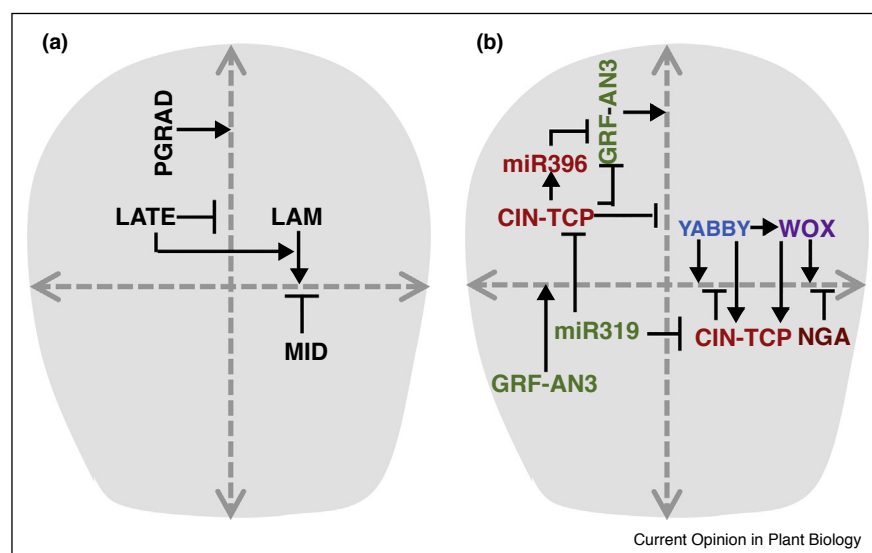 (a)
PGRAD
LATE
LAM
MID
(b)
GRF-AN3
miR396
CIN-TCP
YABBY
WOX
miR319
CIN-TCP
NGA
GRF-AN3
Current Opinion in Plant Biology